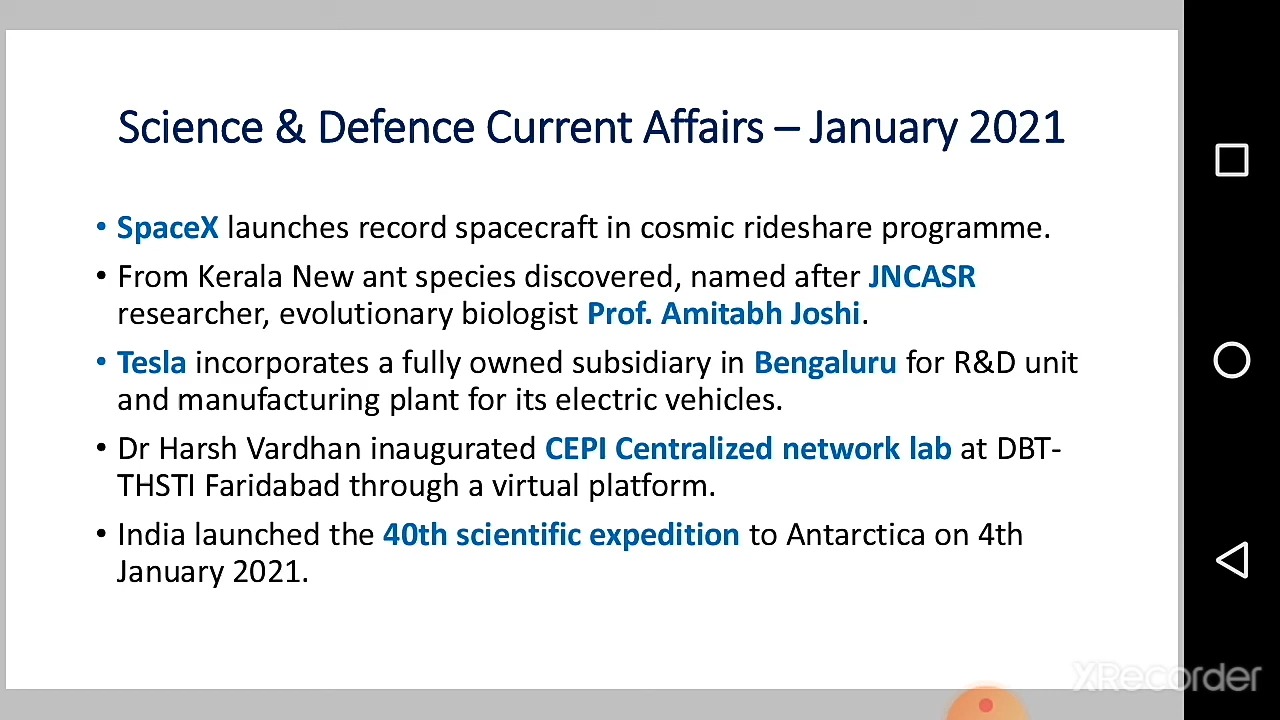 Science & Defence Current Affairs – January 2021
• SpaceX launches record spacecraft in cosmic rideshare programme.
• From Kerala New ant species discovered, named after JNCASR
researcher, evolutionary biologist Prof. Amitabh Joshi.
• Tesla incorporates a fully owned subsidiary in Bengaluru for R&D unit
and manufacturing plant for its electric vehicles.
• Dr Harsh Vardhan inaugurated CEPI Centralized network lab at DBT-
THSTI Faridabad through a virtual platform.
• India launched the 40th scientific expedition to Antarctica on 4th
January 2021.
XRecorder